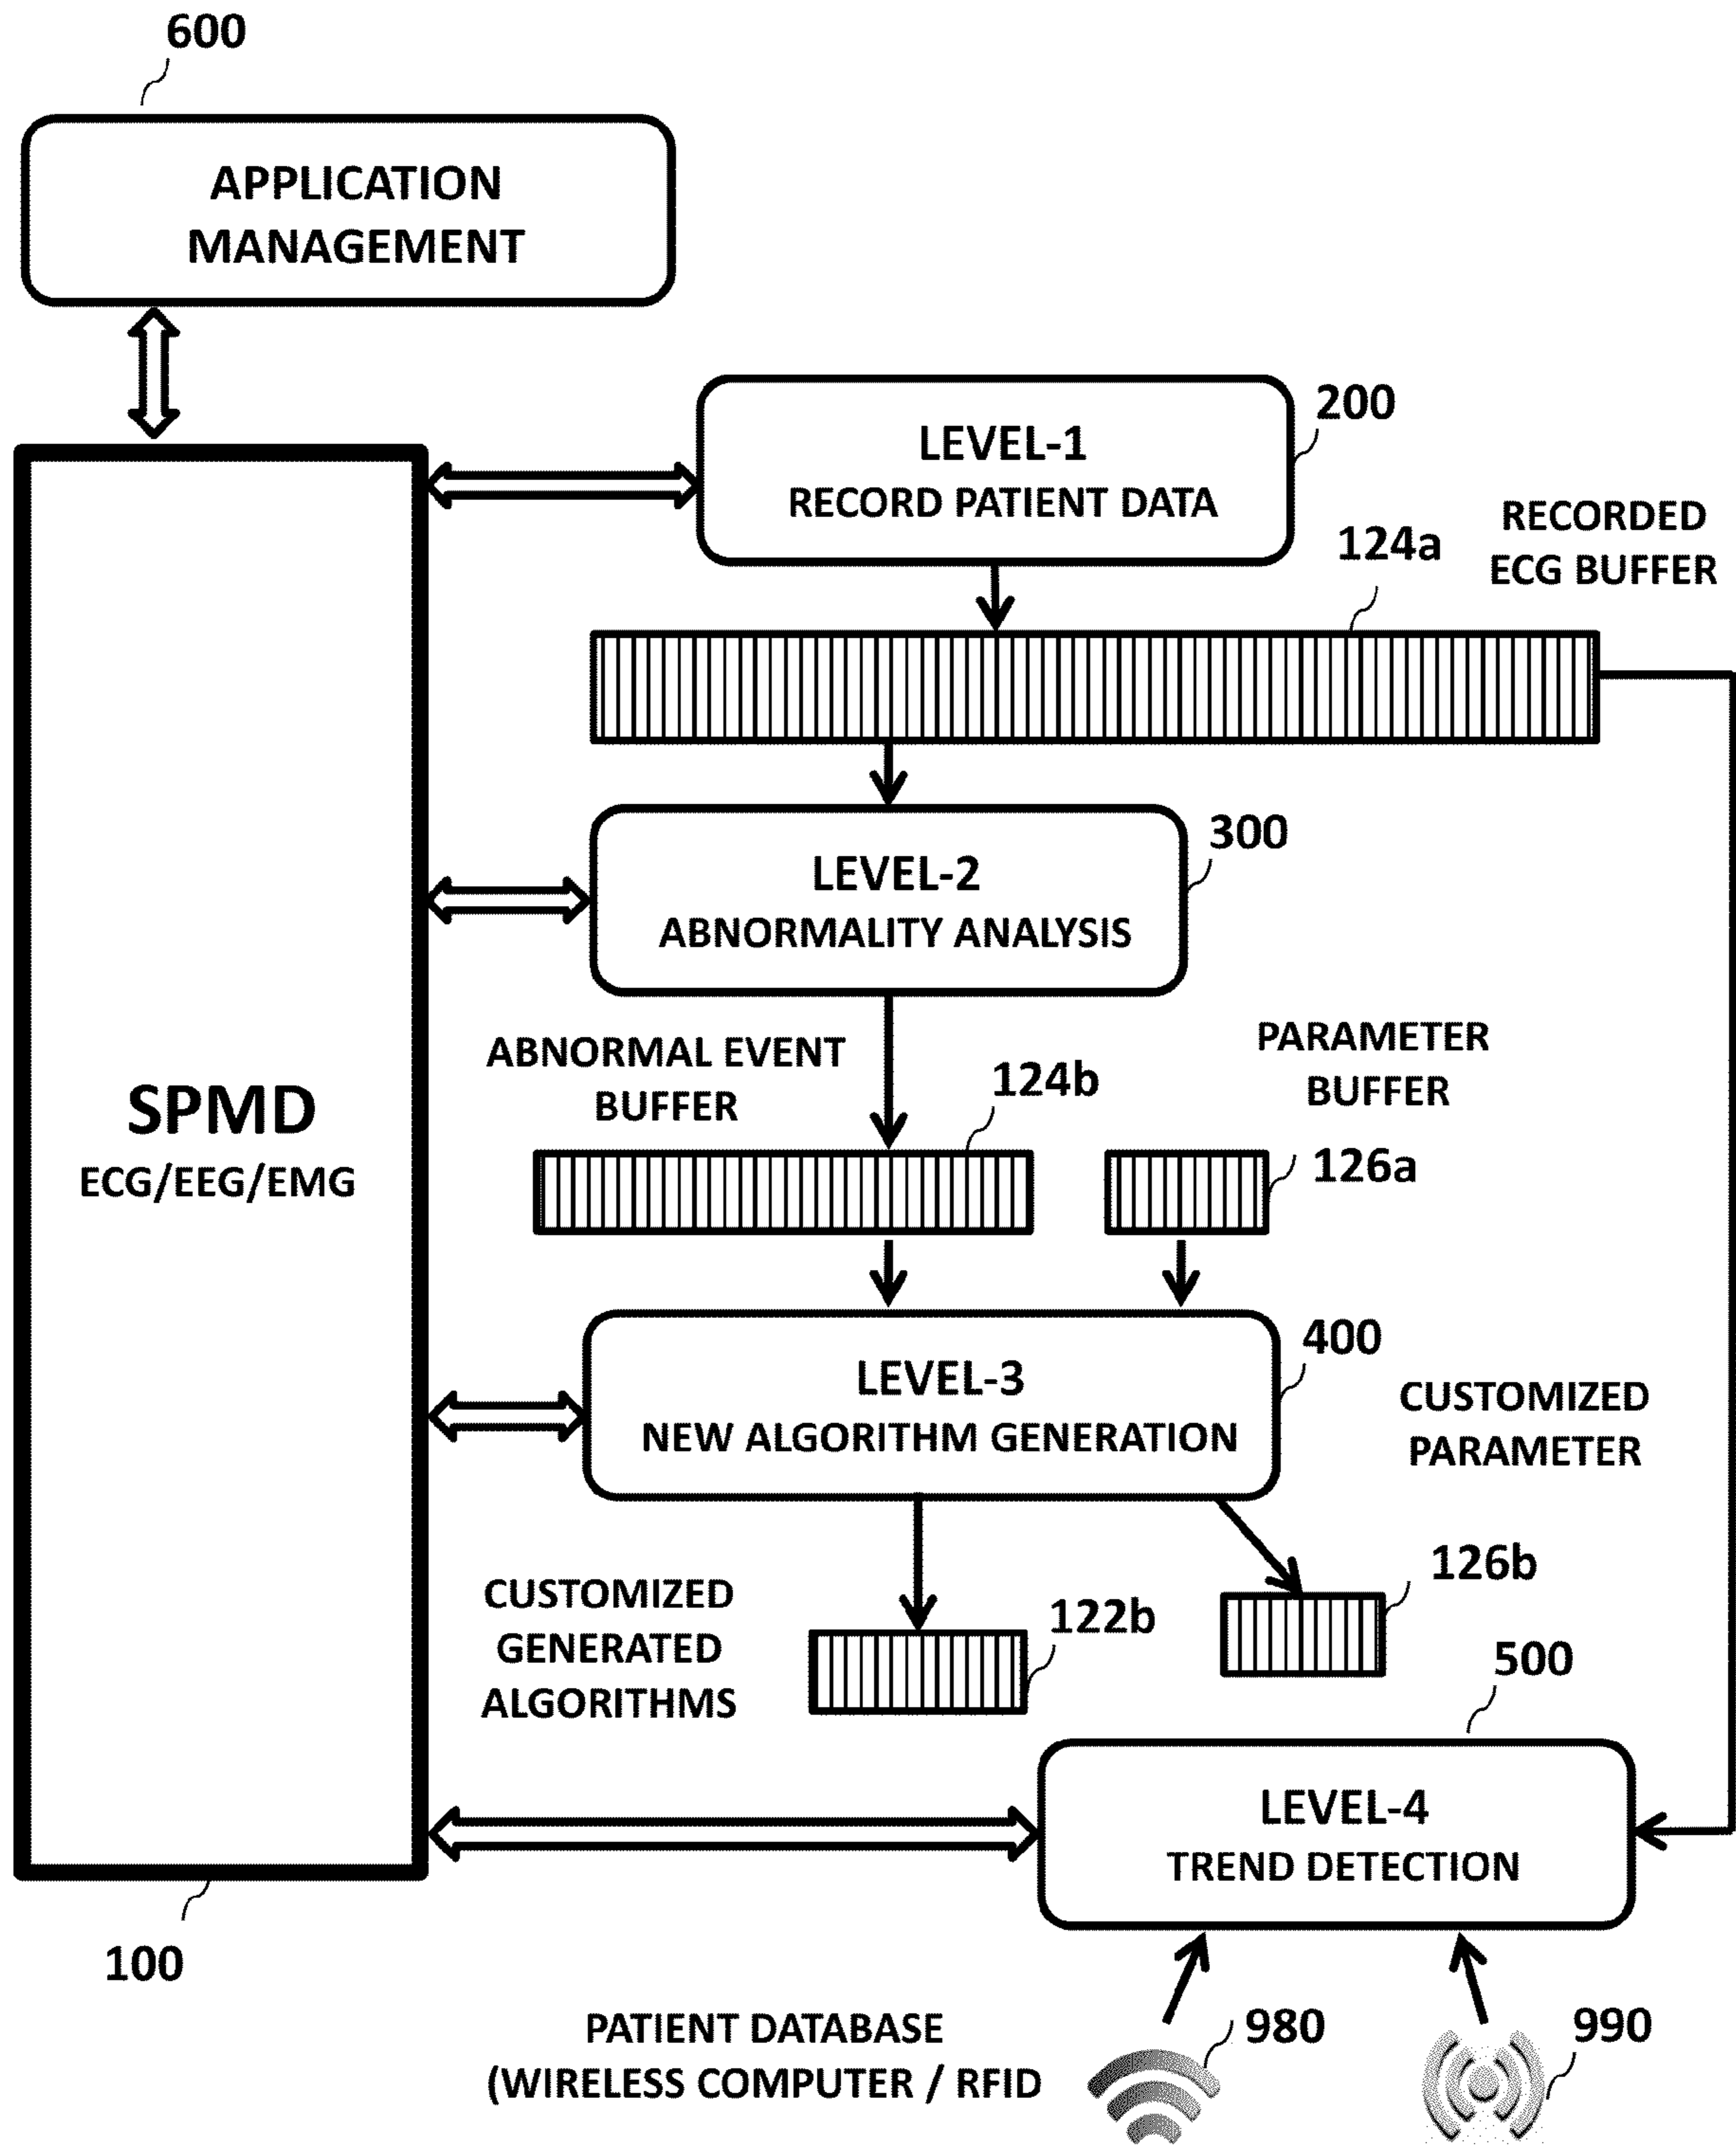 600
APPLICATION
MANAGEMENT
LEVEL-1
RECORD PATIENT DATA
200
124a
RECORDED
ECG BUFFER
LEVEL-2
ABNORMALITY ANALYSIS
300
SPMD
ECG/EEG/EMG
ABNORMAL EVENT
BUFFER
124b
PARAMETER
BUFFER
126a
LEVEL-3
NEW ALGORITHM GENERATION
400
CUSTOMIZED
PARAMETER
126b
CUSTOMIZED
GENERATED
ALGORITHMS
122b
500
LEVEL-4
TREND DETECTION
100
PATIENT DATABASE
(WIRELESS COMPUTER / RFID
980
990